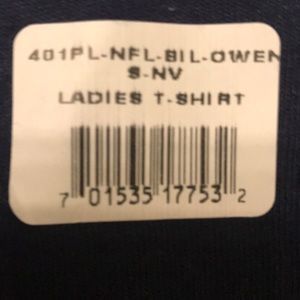 401PL-NFL-BIL-OWEN
S-NV
LADIES T-SHIRT
7 01535 17753 2